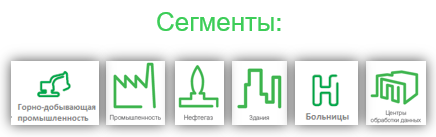 Сегменты:
Горно-добывающая
промышленность
Промышленность
Нефтегаз
Здания
Больницы
Центры
обработки данных